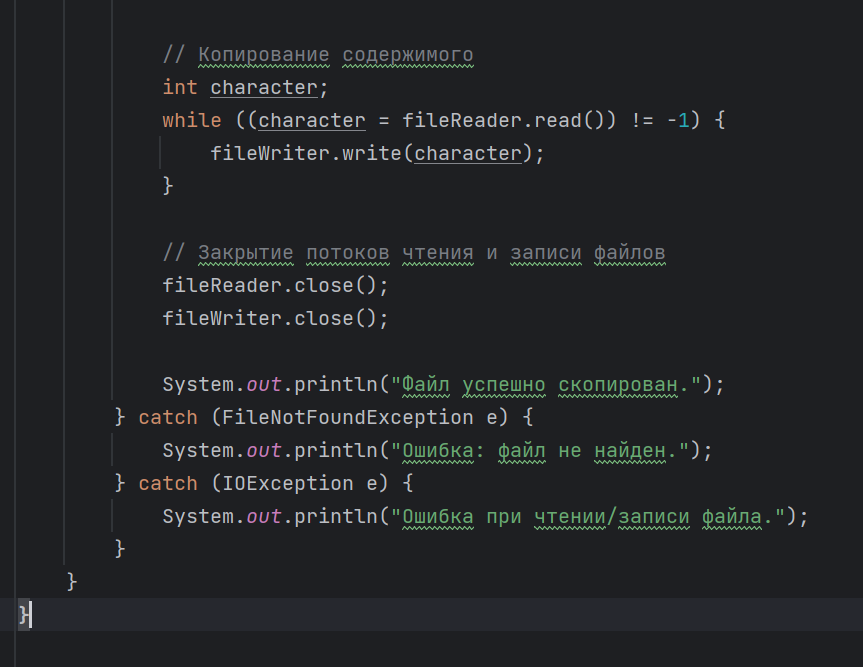 // Копирование содержимого
int character;
while ((character = fileReader.read()) != -1) {
fileWriter.write(character);
}
// Закрытие потоков чтения и записи файлов
fileReader.close();
fileWriter.close();
System.out.println("Файл успешно скопирован.");
} catch (FileNotFoundException e) {
System.out.println("Ошибка: файл не найден.");
} catch (IOException e) {
System.out.println("Ошибка при чтении/записи файла.");
}
}
}